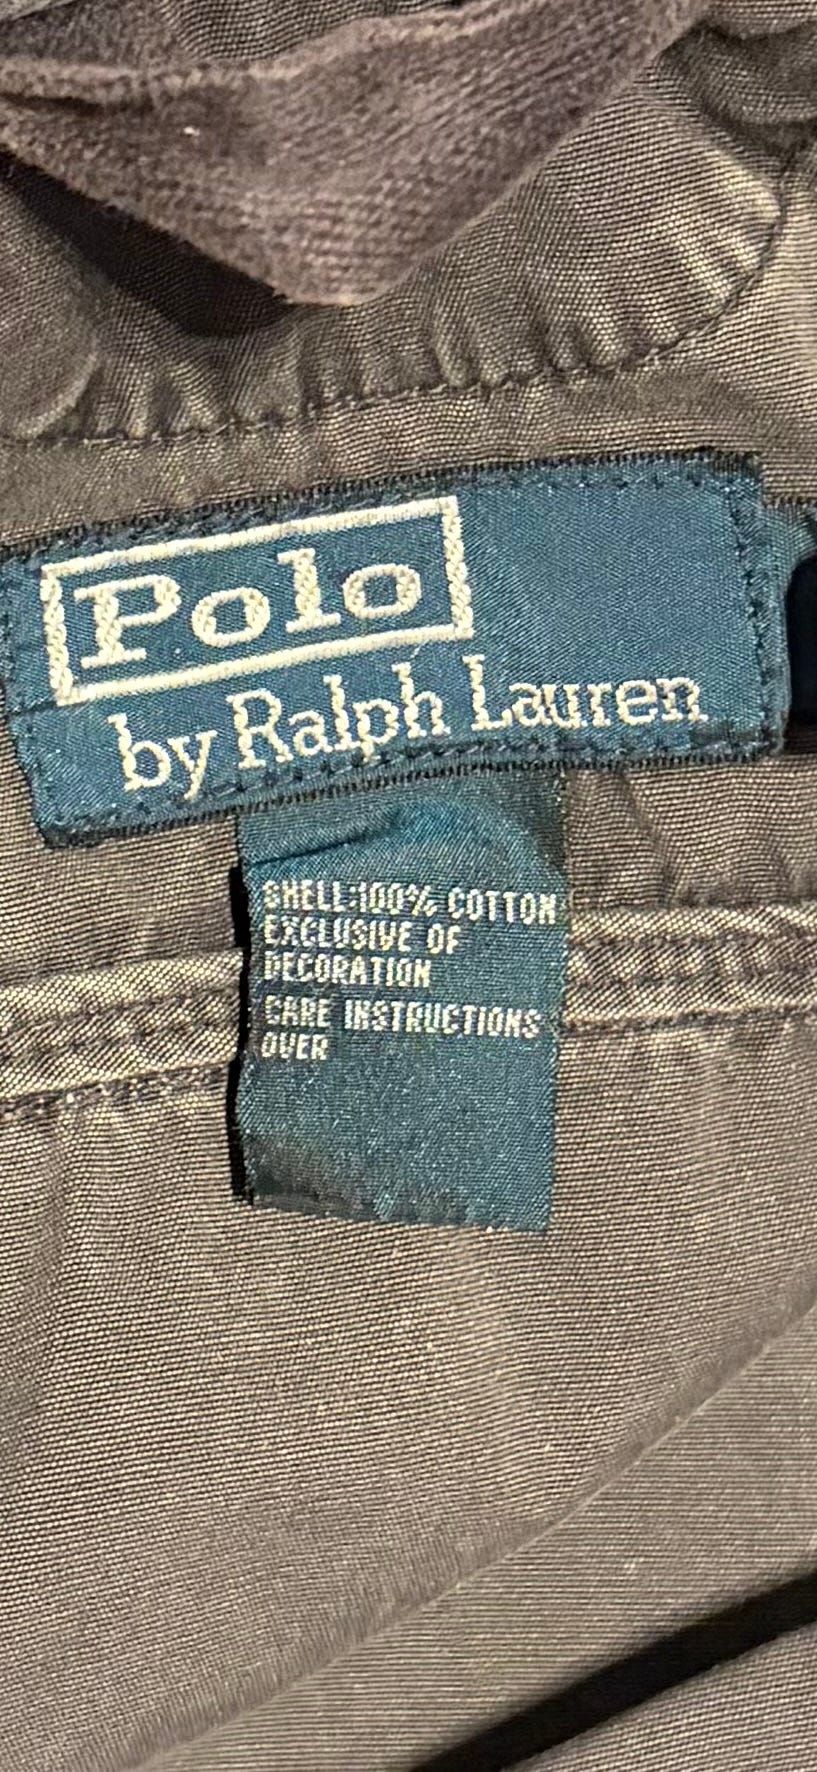 Polo
by Ralph Lauren
SHELL:100% COTTON
EXCLUSIVE OF
DECORATION
CARE INSTRUCTIONS
OVER